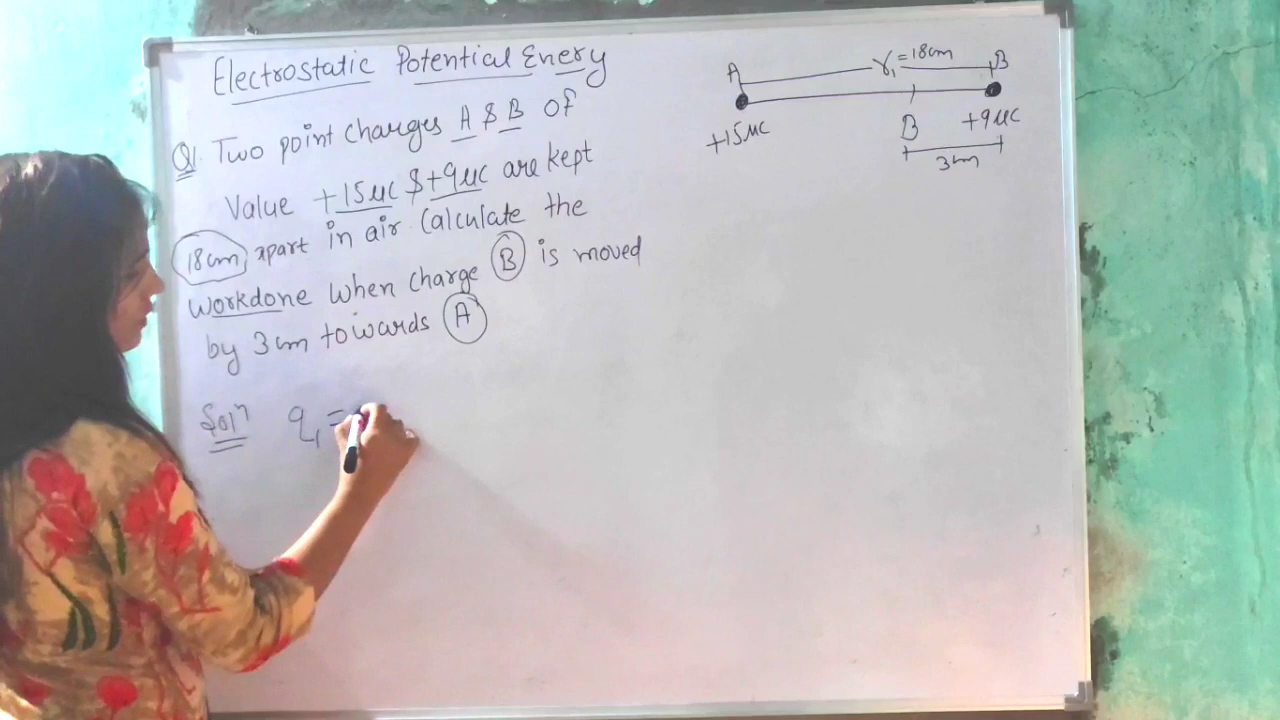 Electrostatic Potential Enery
Q1. Two point charges A & B of
Value +15μC & +9μC are kept
18cm apart in air. Calculate the
workdone when charge B is moved
by 3cm towards A
Solⁿ q₁ =
A r₁=18cm B
+15μC B +9μC
3cm